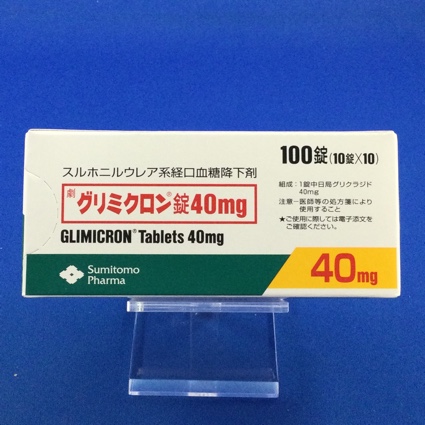 100錠(10錠×10)
スルホニルウレア系経口血糖降下剤
劇 グリミクロン®錠40mg
GLIMICRON® Tablets 40mg
組成:1錠中日局グリクラジド
40mg
注意-医師等の処方箋により
使用すること
★ご使用に際しては電子添文を
ご確認ください。
Sumitomo
Pharma
40mg